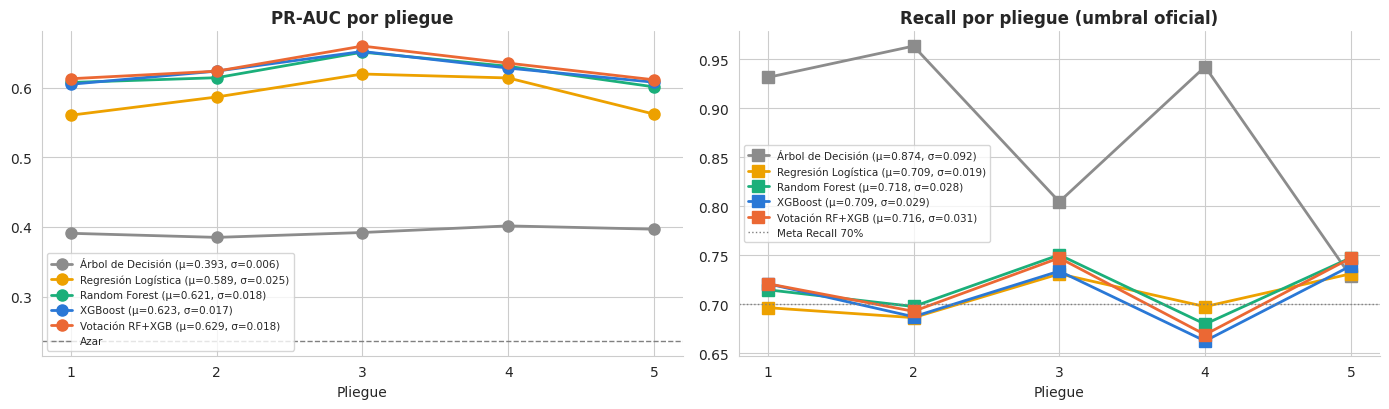 PR-AUC por pliegue
0.6
0.5
0.4
0.3
Árbol de Decisión (μ=0.393, σ=0.006)
Regresión Logística (μ=0.589, σ=0.025)
Random Forest (μ=0.621, σ=0.018)
XGBoost (μ=0.623, σ=0.017)
Votación RF+XGB (μ=0.629, σ=0.018)
Azar
1 2 3 4 5
Pliegue
Recall por pliegue (umbral oficial)
0.95
0.90
0.85
0.80
0.75
0.70
0.65
Árbol de Decisión (μ=0.874, σ=0.092)
Regresión Logística (μ=0.709, σ=0.019)
Random Forest (μ=0.718, σ=0.028)
XGBoost (μ=0.709, σ=0.029)
Votación RF+XGB (μ=0.716, σ=0.031)
Meta Recall 70%
1 2 3 4 5
Pliegue